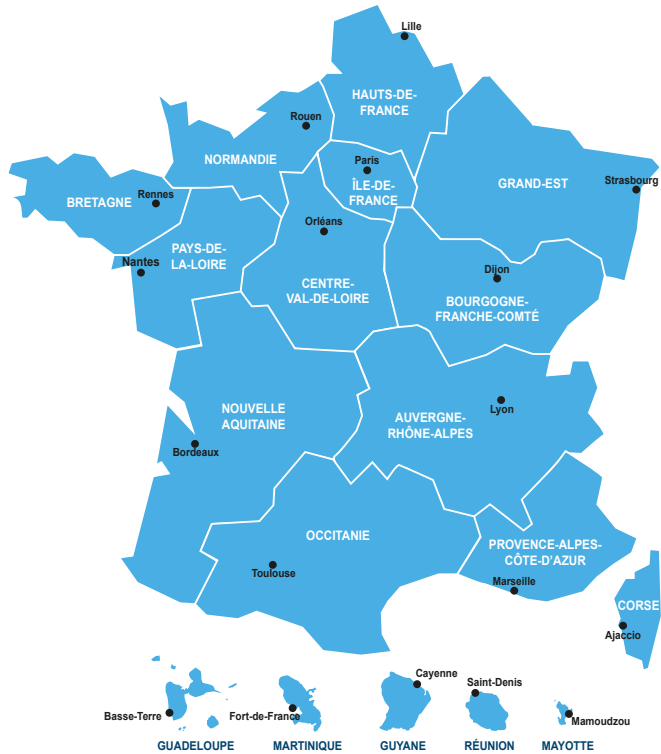 Lille
HAUTS-DE-
FRANCE
Rouen
NORMANDIE
Paris
ÎLE-DE-
FRANCE
GRAND-EST
Strasbourg
BRETAGNE
Rennes
Orléans
PAYS-DE-
LA-LOIRE
Nantes
CENTRE-
VAL-DE-LOIRE
Dijon
BOURGOGNE-
FRANCHE-COMTÉ
NOUVELLE
AQUITAINE
Bordeaux
AUVERGNE-
RHÔNE-ALPES
Lyon
OCCITANIE
Toulouse
PROVENCE-ALPES-
CÔTE-D'AZUR
Marseille
CORSE
Ajaccio
Basse-Terre
GUADELOUPE
Fort-de-France
MARTINIQUE
Cayenne
GUYANE
Saint-Denis
RÉUNION
Mamoudzou
MAYOTTE